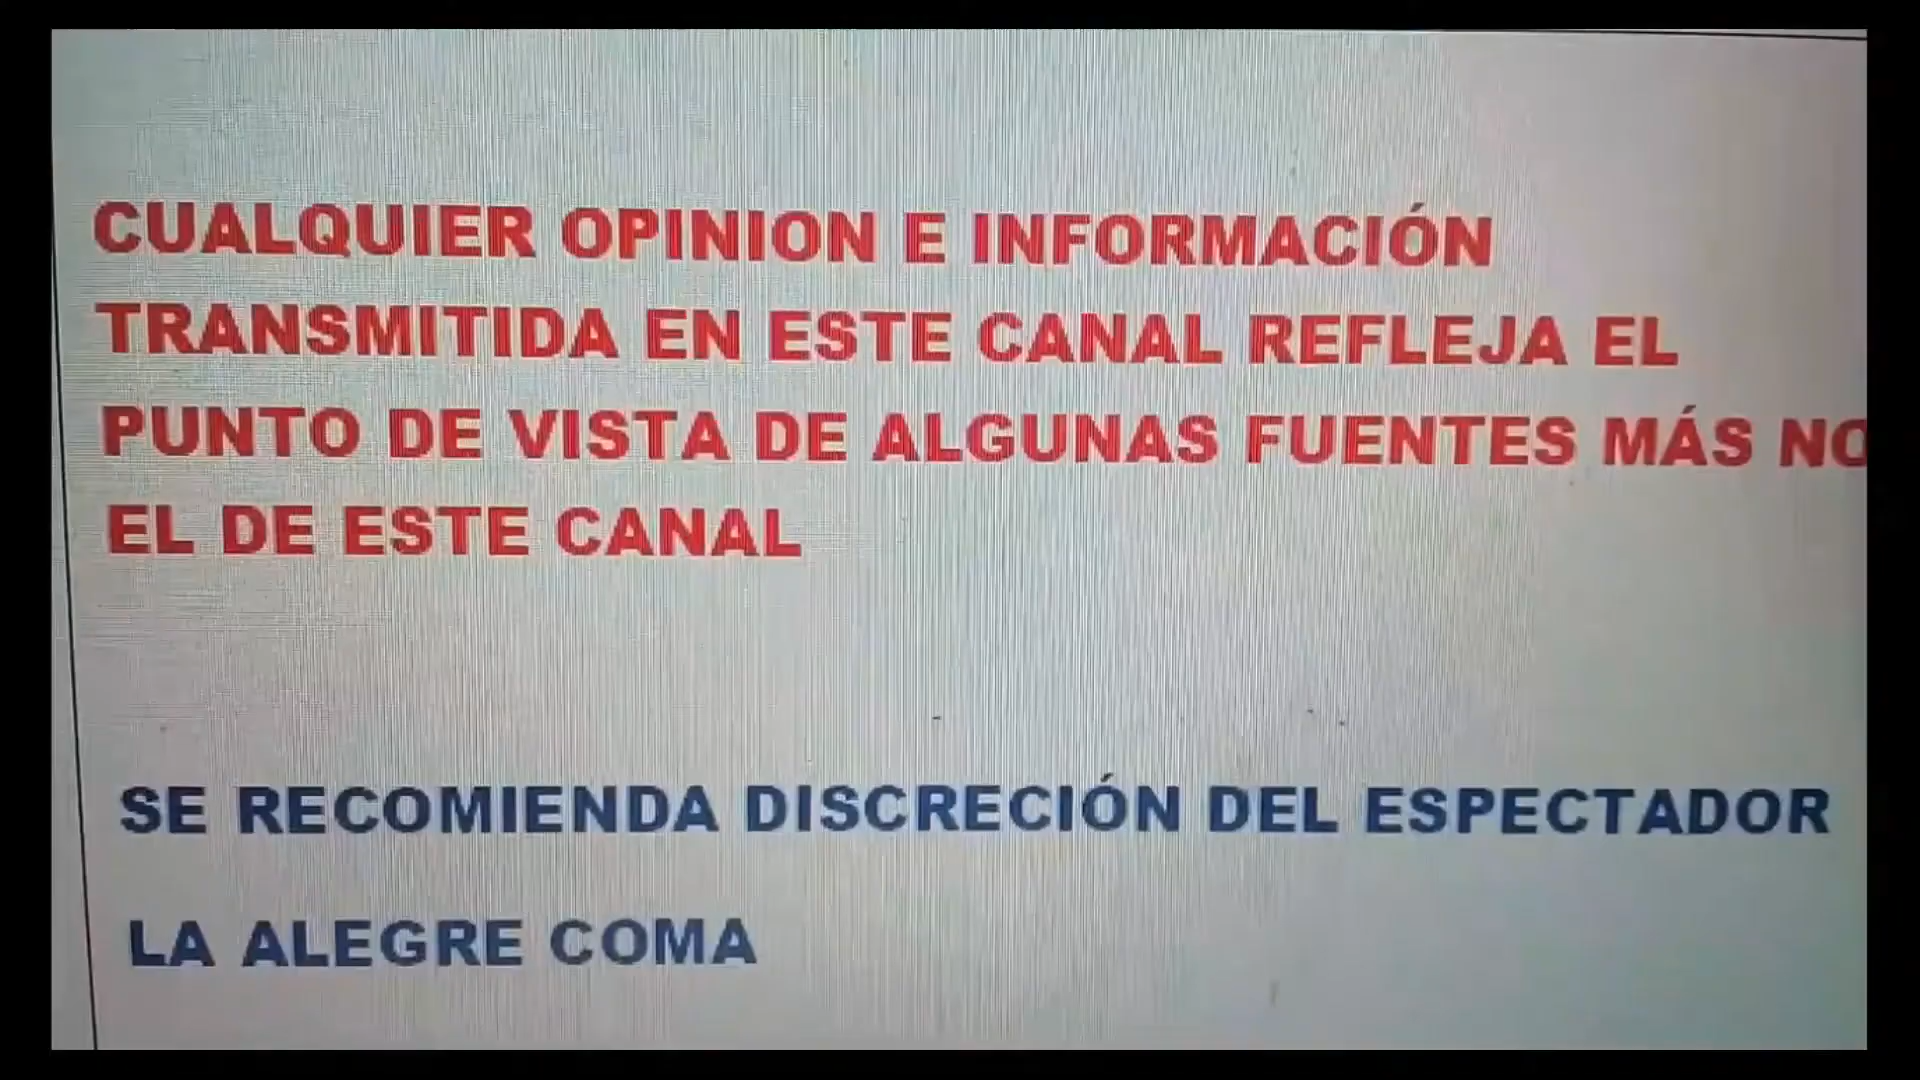 CUALQUIER OPINION E INFORMACIÓN
TRANSMITIDA EN ESTE CANAL REFLEJA EL
PUNTO DE VISTA DE ALGUNAS FUENTES MÁS NO
EL DE ESTE CANAL
SE RECOMIENDA DISCRECIÓN DEL ESPECTADOR
LA ALEGRE COMA